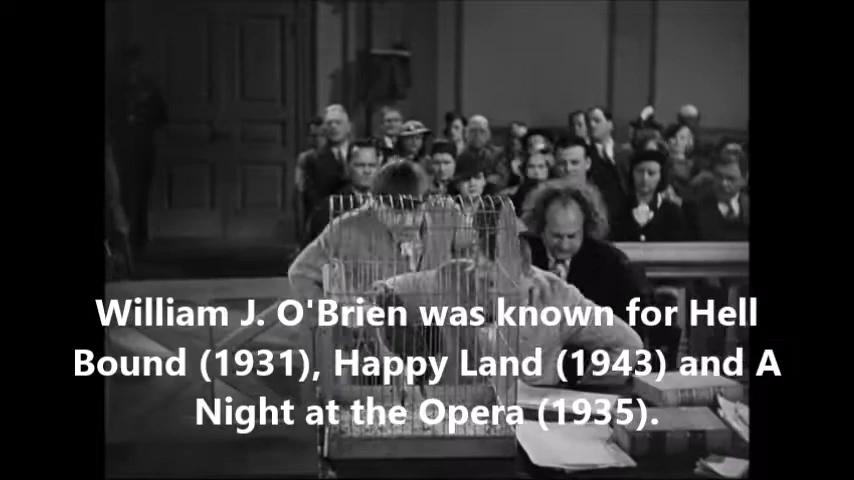 William J. O'Brien was known for Hell
Bound (1931), Happy Land (1943) and A
Night at the Opera (1935).